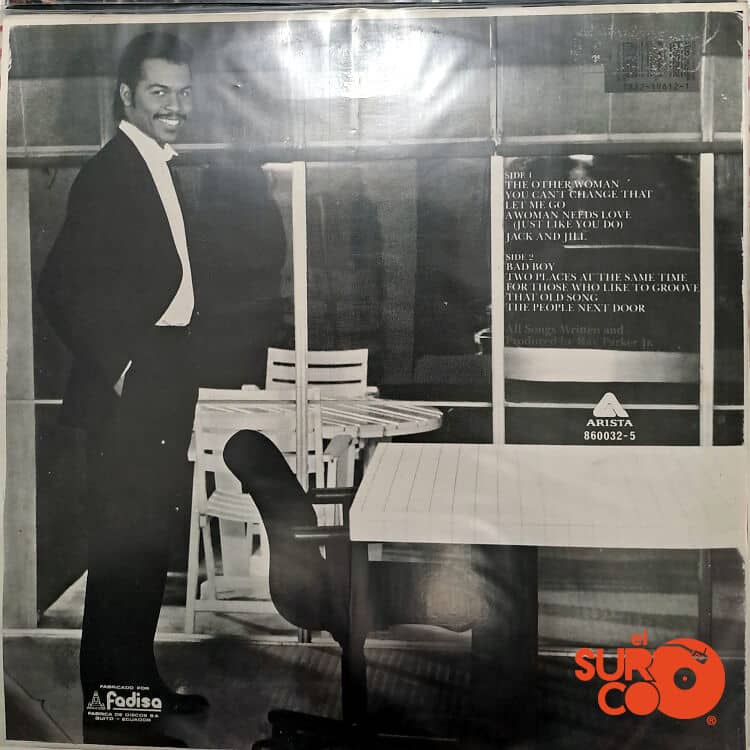 SIDE 1
THE OTHER WOMAN
YOU CAN'T CHANGE THAT
LET ME GO
A WOMAN NEEDS LOVE
(JUST LIKE YOU DO)
JACK AND JILL
SIDE 2
BAD BOY
TWO PLACES AT THE SAME TIME
FOR THOSE WHO LIKE TO GROOVE
THAT OLD SONG
THE PEOPLE NEXT DOOR
All Songs Written and
Produced by Ray Parker Jr.
ARISTA
860032-5
FABRICADO POR
fadisa
FABRICA DE DISCOS S.A.
QUITO - ECUADOR
el
SUR
CO
®